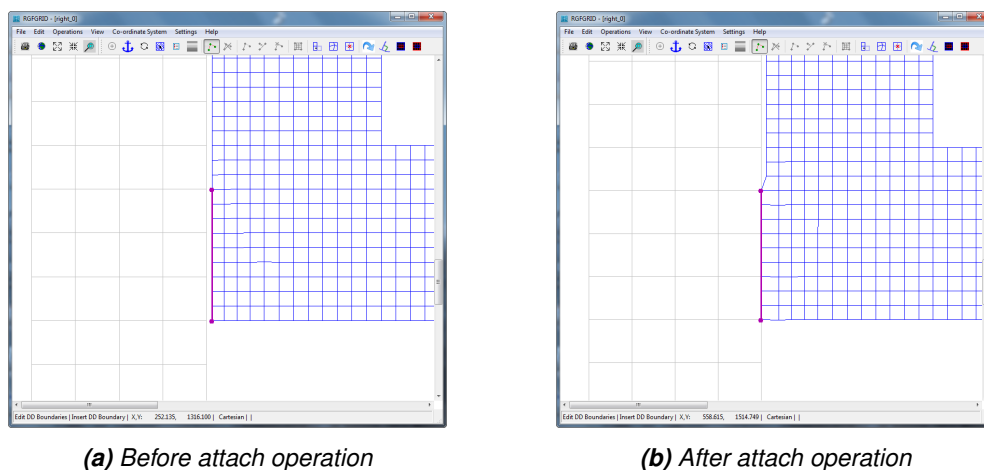 RGFGRID - [right_0]
File Edit Operations View Co-ordinate System Settings Help
Edit DD Boundaries | Insert DD Boundary | X,Y: 252.135, 1316.100 | Cartesian | |
(a) Before attach operation
RGFGRID - [right_0]
File Edit Operations View Co-ordinate System Settings Help
Edit DD Boundaries | Insert DD Boundary | X,Y: 558.615, 1514.749 | Cartesian | |
(b) After attach operation